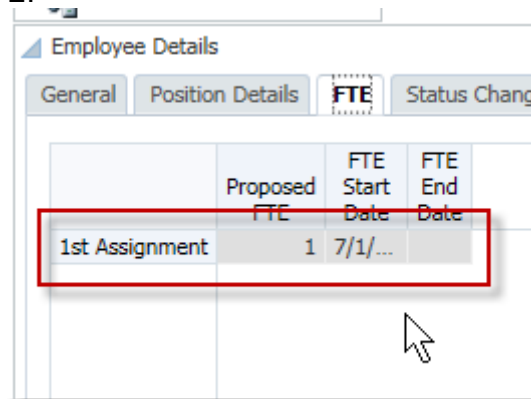 2.
Employee Details
General Position Details FTE Status Chang
Proposed FTE FTE Start Date FTE End Date
1st Assignment 1 7/1/...